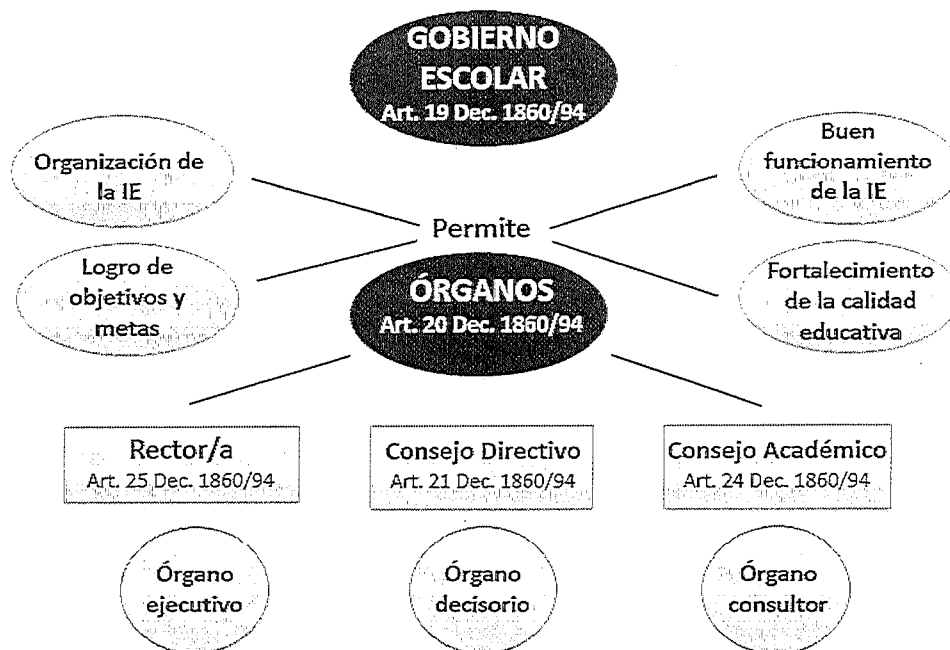 GOBIERNO
ESCOLAR
Art. 19 Dec. 1860/94
Organización de
la IE
Buen
funcionamiento
de la IE
Permite
Logro de
objetivos y
metas
Fortalecimiento
de la calidad
educativa
ÓRGANOS
Art. 20 Dec. 1860/94
Rector/a
Art. 25 Dec. 1860/94
Consejo Directivo
Art. 21 Dec. 1860/94
Consejo Académico
Art. 24 Dec. 1860/94
Órgano
ejecutivo
Órgano
decisorio
Órgano
consultor